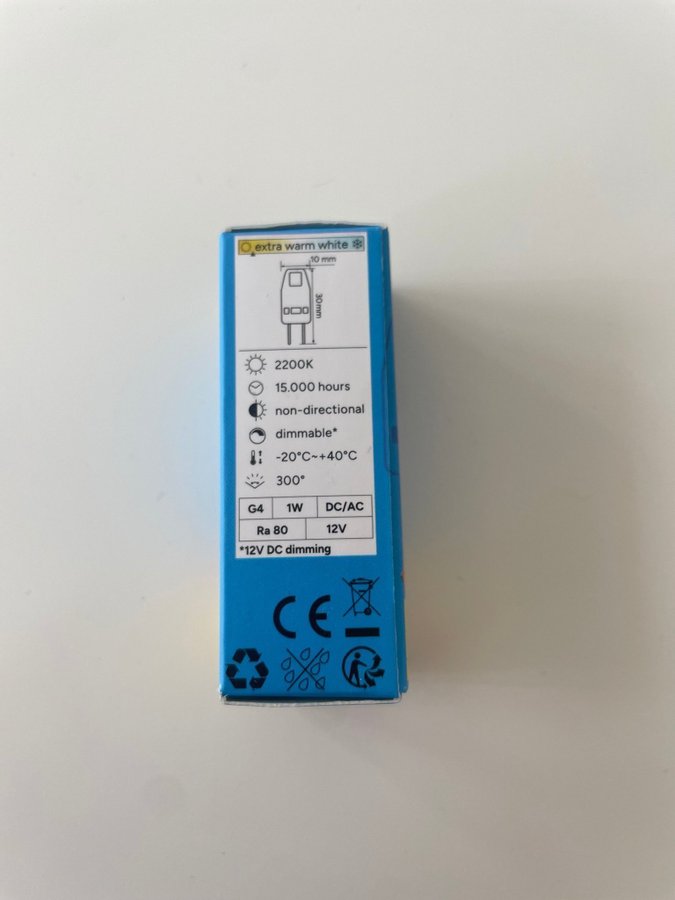 extra warm white
10 mm
30mm
2200K
15.000 hours
non-directional
dimmable*
-20°C~+40°C
300°
G4 1W DC/AC
Ra 80 12V
*12V DC dimming
CE